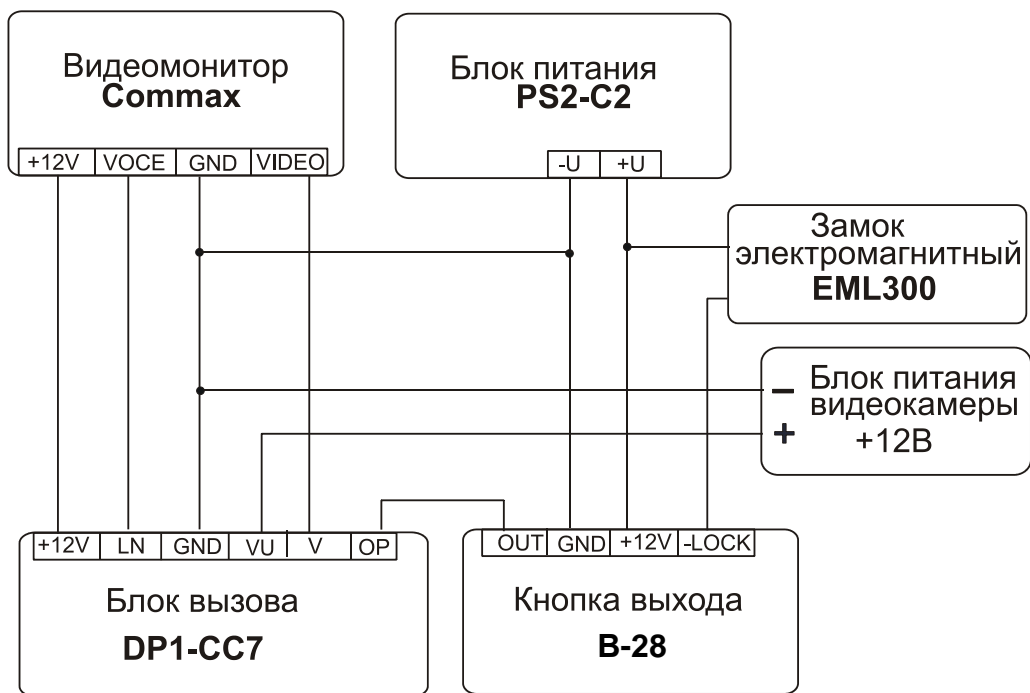 Видеомонитор
Commax
+12V VOCE GND VIDEO
Блок питания
PS2-C2
-U +U
Замок
электромагнитный
EML300
Блок питания
видеокамеры
+12В
− +
+12V LN GND VU V OP
Блок вызова
DP1-CC7
OUT GND +12V -LOCK
Кнопка выхода
B-28